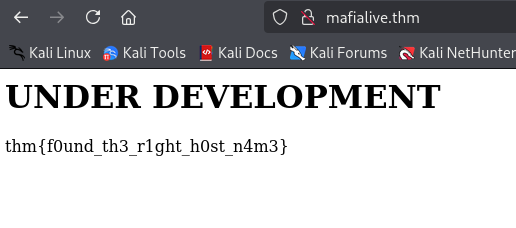 mafialive.thm
Kali Linux Kali Tools Kali Docs Kali Forums Kali NetHunter
UNDER DEVELOPMENT
thm{f0und_th3_r1ght_h0st_n4m3}